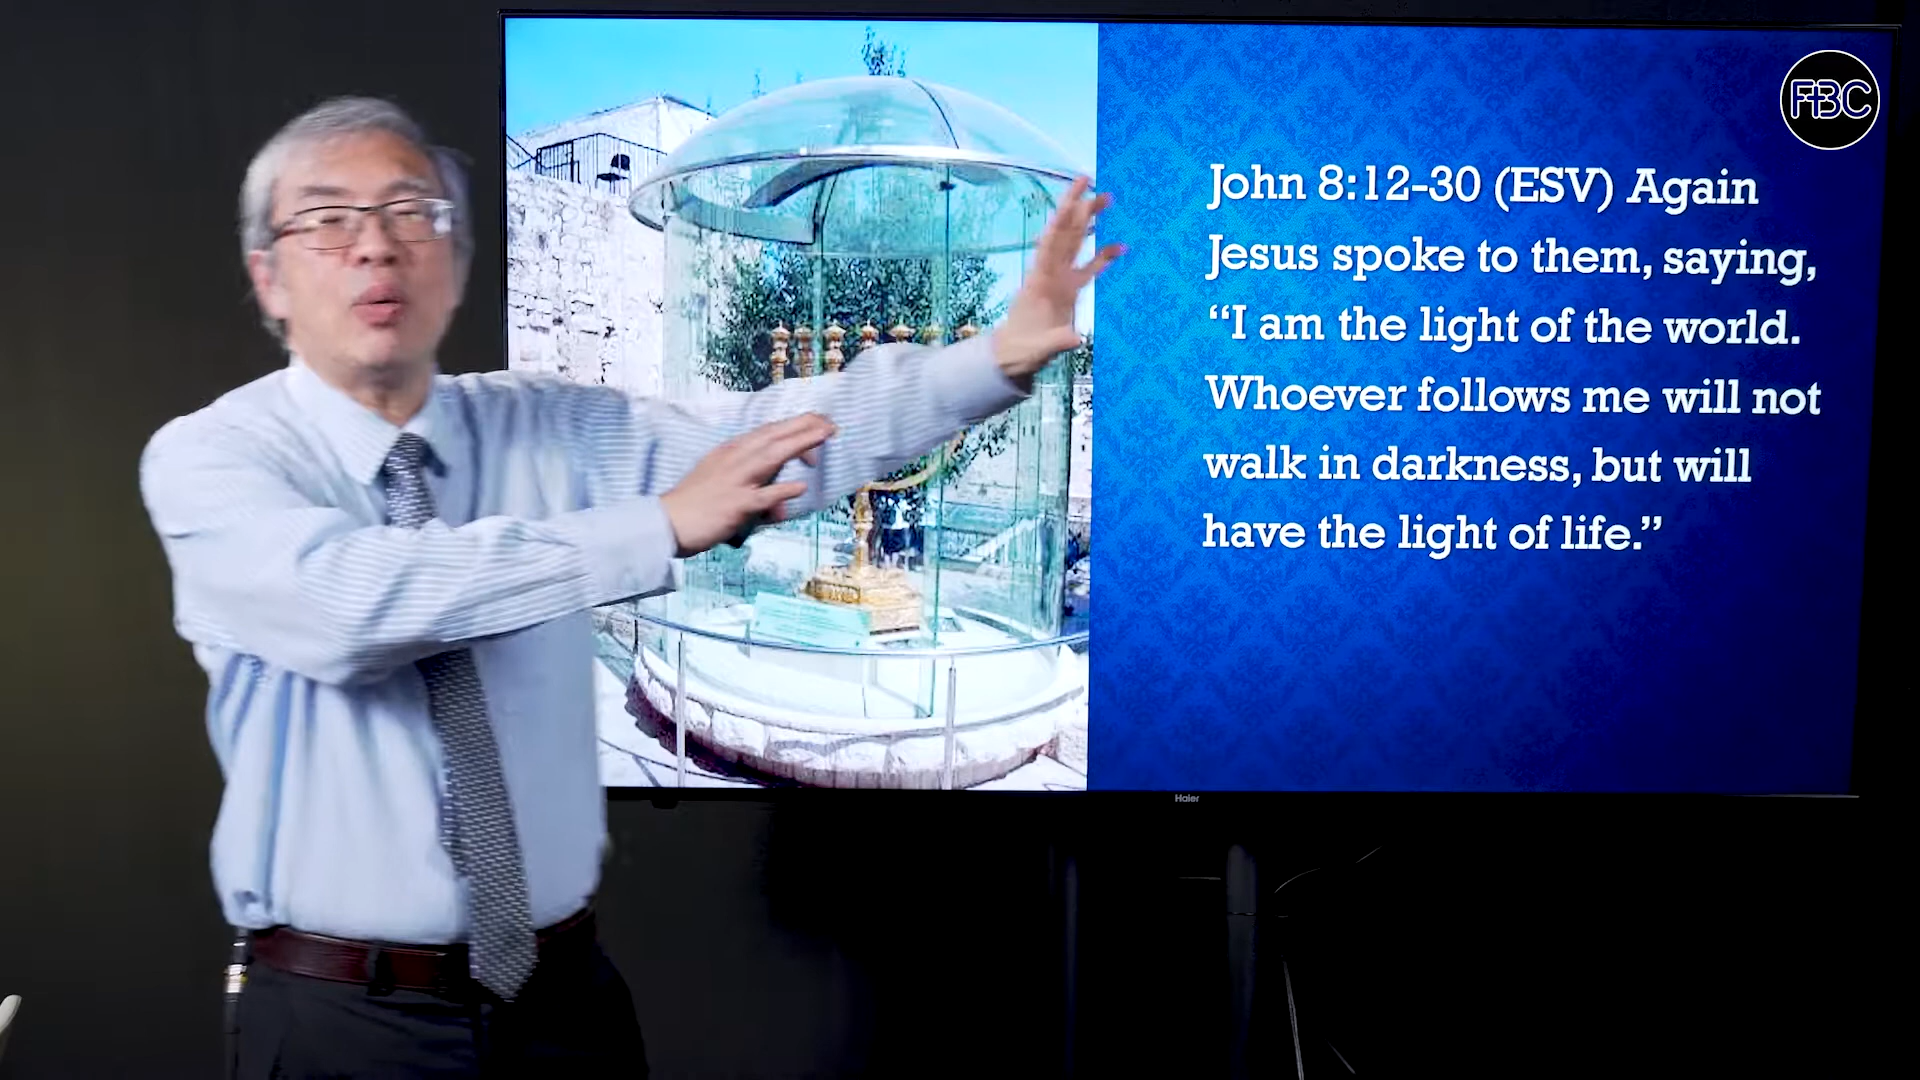 FBC
John 8:12-30 (ESV) Again
Jesus spoke to them, saying,
“I am the light of the world.
Whoever follows me will not
walk in darkness, but will
have the light of life.”
Haier